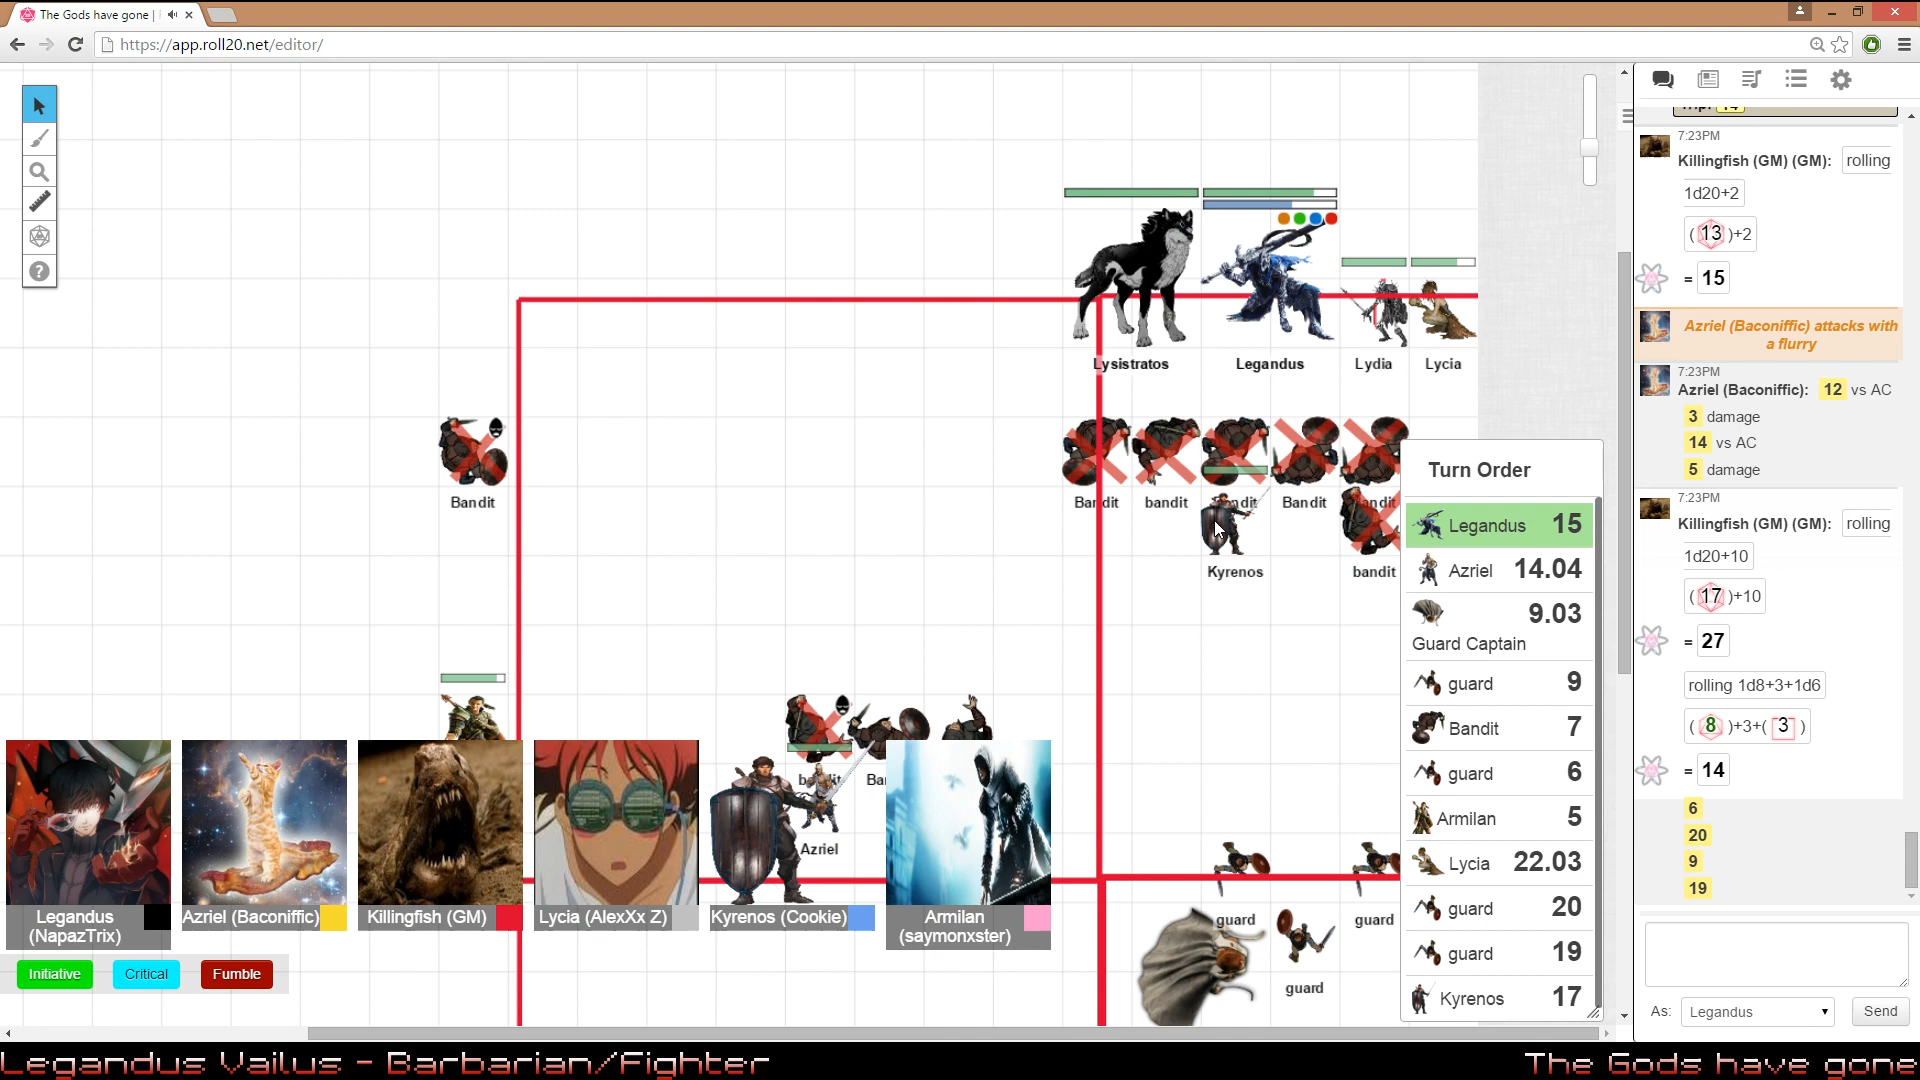 The Gods have gone |
https://app.roll20.net/editor/
7:23PM
Killingfish (GM) (GM): rolling
1d20+2
(13)+2
= 15
Azriel (Baconiffic) attacks with
a flurry
7:23PM
Azriel (Baconiffic): 12 vs AC
3 damage
14 vs AC
5 damage
7:23PM
Killingfish (GM) (GM): rolling
1d20+10
(17)+10
= 27
rolling 1d8+3+1d6
(8)+3+(3)
= 14
6
20
9
19
As: Legandus
Send
Lysistratos
Legandus
Lydia
Lycia
Bandit
Bandit
bandit
Bandit
Kyrenos
bandit
Azriel
guard
guard
guard
Turn Order
Legandus 15
Azriel 14.04
9.03
Guard Captain
guard 9
Bandit 7
guard 6
Armilan 5
Lycia 22.03
guard 20
guard 19
Kyrenos 17
Legandus
(NapazTrix)
Azriel (Baconiffic)
Killingfish (GM)
Lycia (AlexXx Z)
Kyrenos (Cookie)
Armilan
(saymonxster)
Initiative
Critical
Fumble
Legandus Vailus - Barbarian/Fighter
The Gods have gone